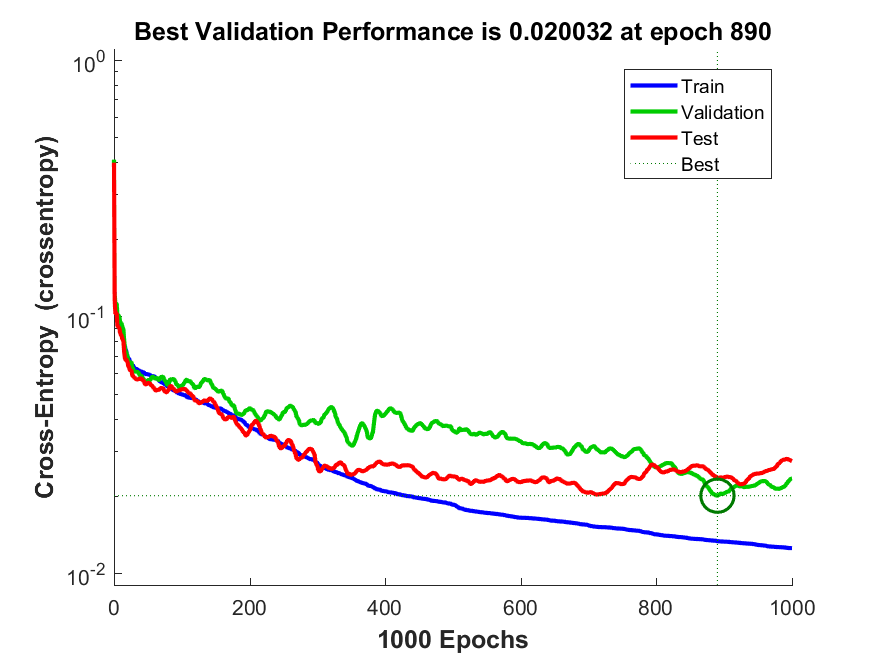 Best Validation Performance is 0.020032 at epoch 890
10^0
10^-1
10^-2
Cross-Entropy (crossentropy)
Train
Validation
Test
Best
0 200 400 600 800 1000
1000 Epochs